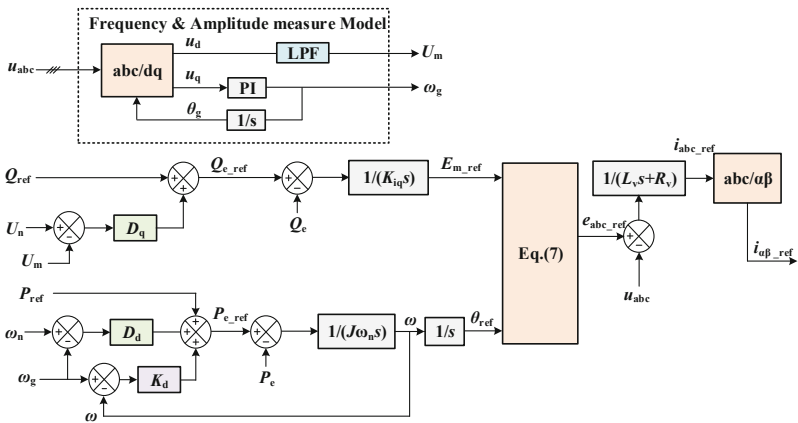 Frequency & Amplitude measure Model
u_abc
abc/dq
u_d
LPF
U_m
u_q
PI
ω_g
θ_g
1/s
Q_ref
+
+
Q_e_ref
+
-
Q_e
1/(K_iq s)
E_m_ref
U_n
+
-
U_m
D_q
P_ref
ω_n
+
-
D_d
+
+
+
P_e_ref
+
-
P_e
1/(Jω_n s)
ω
1/s
θ_ref
ω_g
+
-
K_d
ω
Eq.(7)
e_abc_ref
+
-
u_abc
1/(L_v s+R_v)
i_abc_ref
abc/αβ
i_αβ_ref